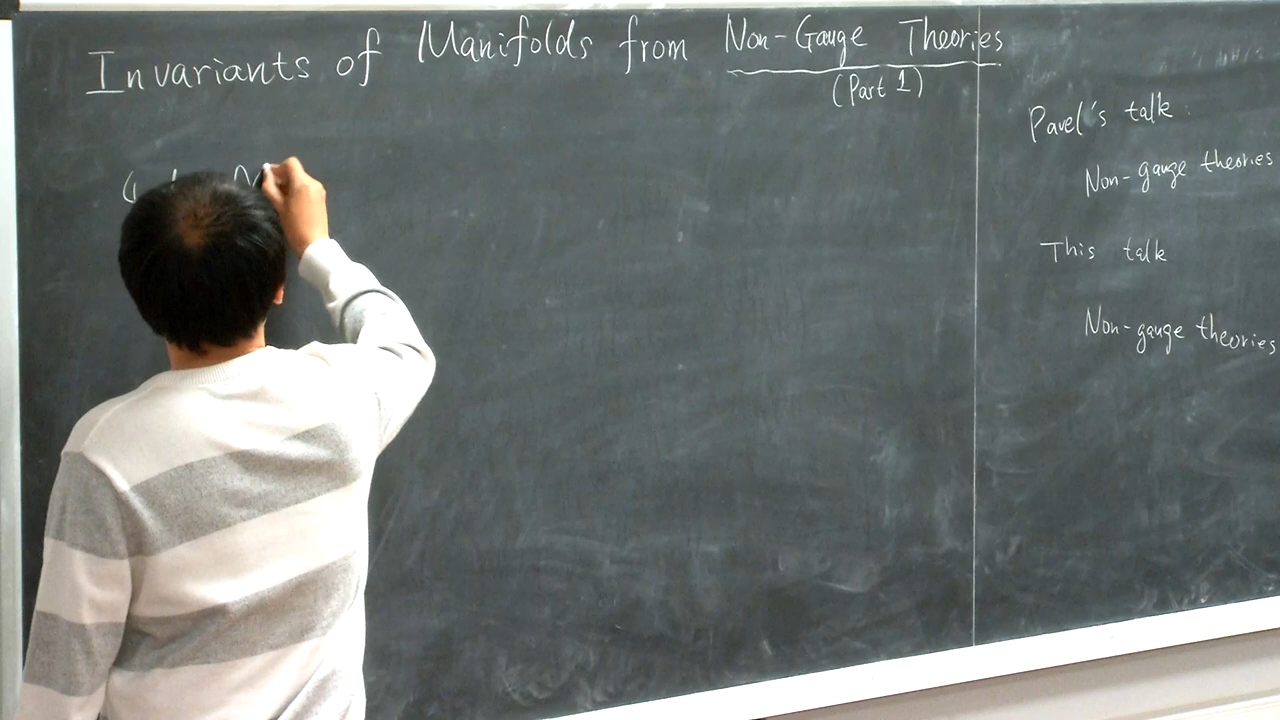 Invariants of Manifolds from Non-Gauge Theories
(Part 1)
Pavel's talk:
Non-gauge theories
This talk
Non-gauge theories